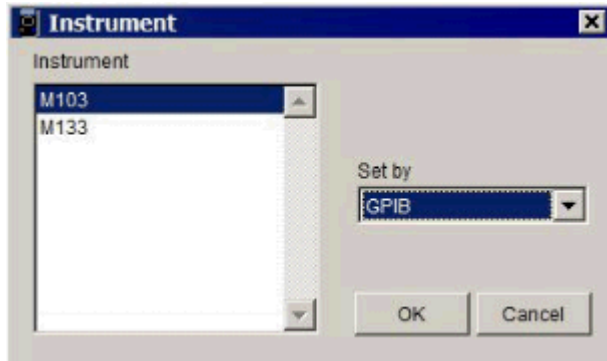 Instrument
Instrument
M103
M133
Set by
GPIB
OK
Cancel